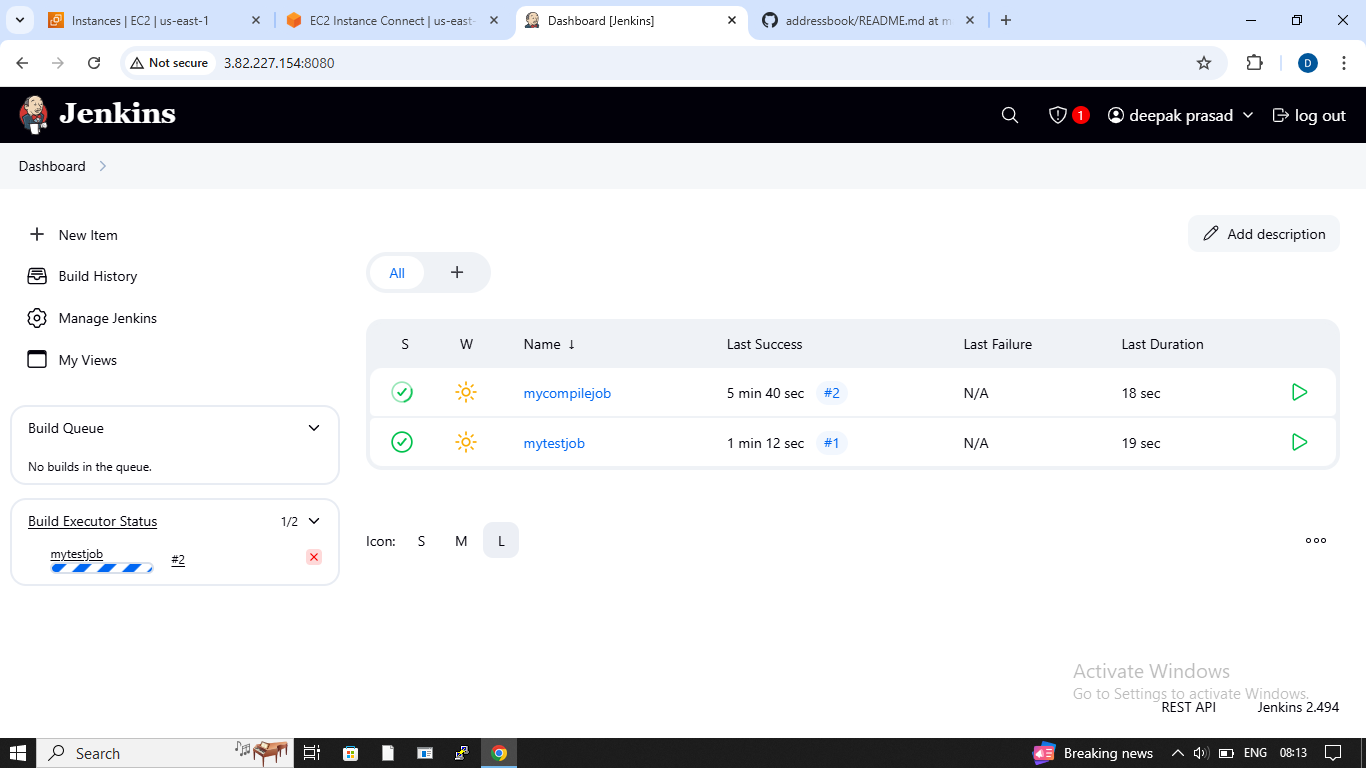 Instances | EC2 | us-east-1
EC2 Instance Connect | us-east-
Dashboard [Jenkins]
addressbook/README.md at m
Not secure
3.82.227.154:8080
D
Jenkins
1
deepak prasad
log out
Dashboard
New Item
Build History
Manage Jenkins
My Views
Add description
All
S W Name ↓ Last Success Last Failure Last Duration
mycompilejob 5 min 40 sec #2 N/A 18 sec
mytestjob 1 min 12 sec #1 N/A 19 sec
Build Queue
No builds in the queue.
Build Executor Status 1/2
mytestjob #2
Icon: S M L
Activate Windows
Go to Settings to activate Windows.
REST API Jenkins 2.494
Search
Breaking news
ENG
08:13